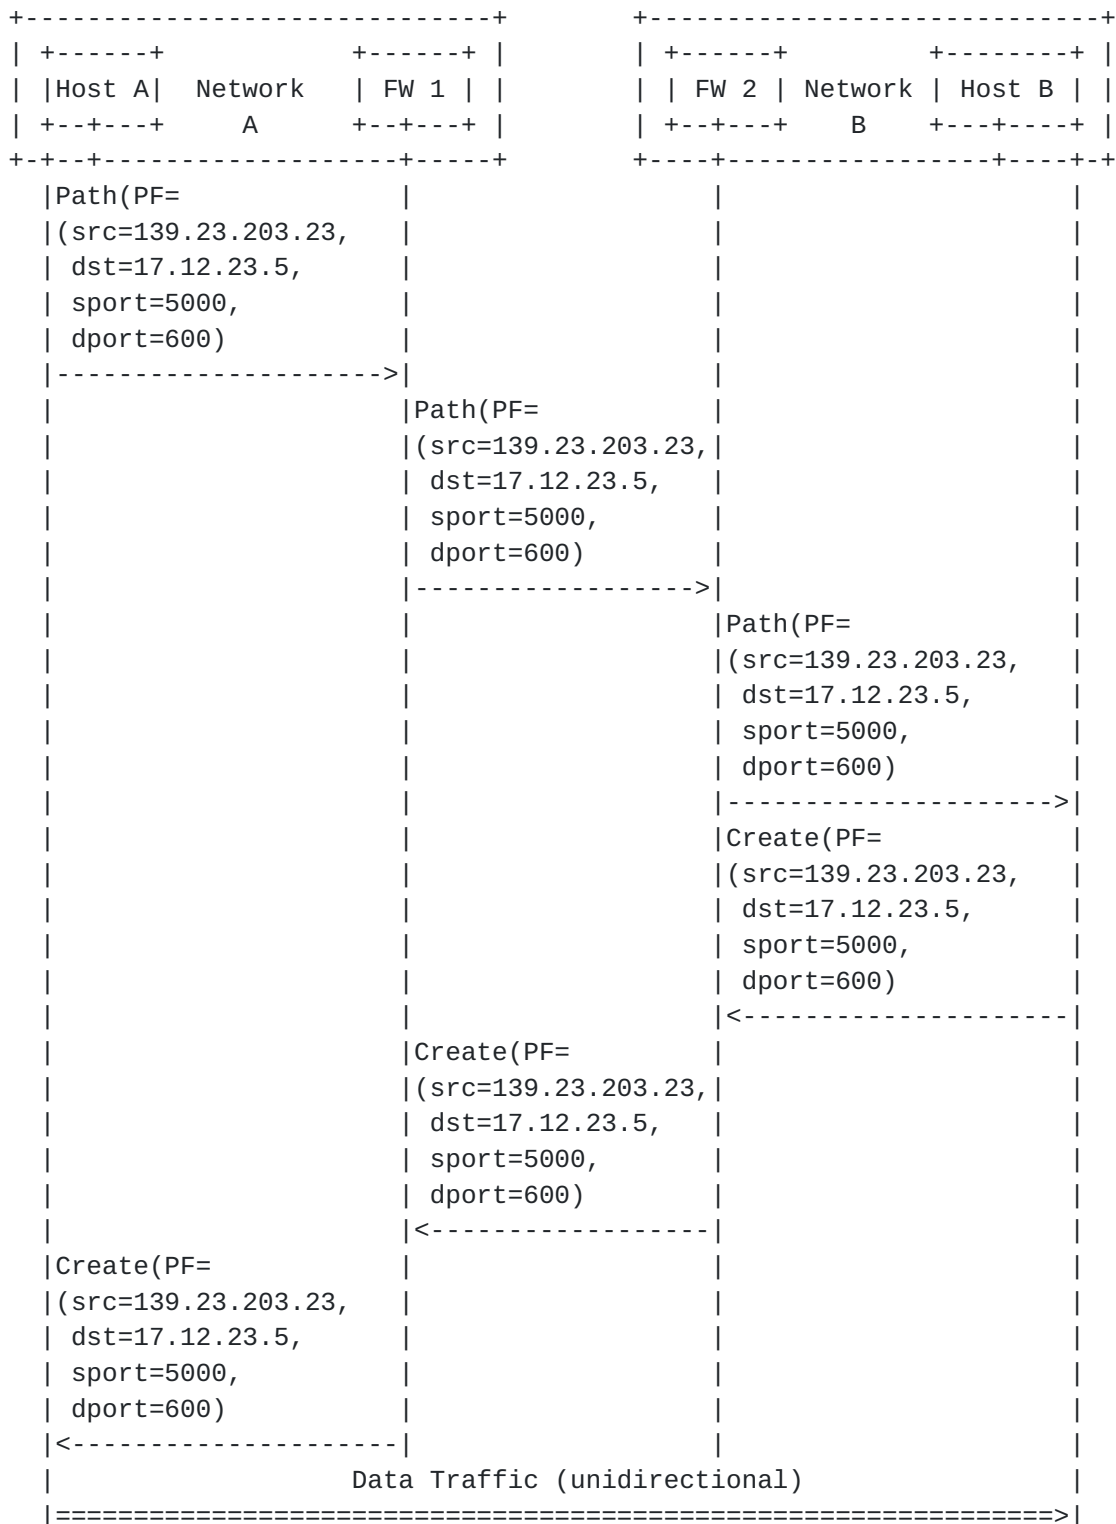 +------------------------------+        +-----------------------------+
| +------+            +------+ |        | +------+         +--------+ |
| |Host A|  Network   | FW 1 | |        | | FW 2 | Network | Host B | |
| +--+---+     A      +--+---+ |        | +--+---+    B    +---+----+ |
+-+--+-------------------+-----+        +----+-----------------+----+-+
  |Path(PF=              |                   |                      |
  |(src=139.23.203.23,   |                   |                      |
  | dst=17.12.23.5,      |                   |                      |
  | sport=5000,          |                   |                      |
  | dport=600)           |                   |                      |
  |--------------------->|                   |                      |
  |                      |Path(PF=           |                      |
  |                      |(src=139.23.203.23,|                      |
  |                      | dst=17.12.23.5,   |                      |
  |                      | sport=5000,       |                      |
  |                      | dport=600)        |                      |
  |                      |------------------>|                      |
  |                      |                   |Path(PF=              |
  |                      |                   |(src=139.23.203.23,   |
  |                      |                   | dst=17.12.23.5,      |
  |                      |                   | sport=5000,          |
  |                      |                   | dport=600)           |
  |                      |                   |--------------------->|
  |                      |                   |Create(PF=            |
  |                      |                   |(src=139.23.203.23,   |
  |                      |                   | dst=17.12.23.5,      |
  |                      |                   | sport=5000,          |
  |                      |                   | dport=600)           |
  |                      |                   |<---------------------|
  |                      |Create(PF=         |                      |
  |                      |(src=139.23.203.23,|                      |
  |                      | dst=17.12.23.5,   |                      |
  |                      | sport=5000,       |                      |
  |                      | dport=600)        |                      |
  |                      |<------------------|                      |
  |Create(PF=            |                   |                      |
  |(src=139.23.203.23,   |                   |                      |
  | dst=17.12.23.5,      |                   |                      |
  | sport=5000,          |                   |                      |
  | dport=600)           |                   |                      |
  |<---------------------|                   |                      |
  |                   Data Traffic (unidirectional)                 |
  |================================================================>|